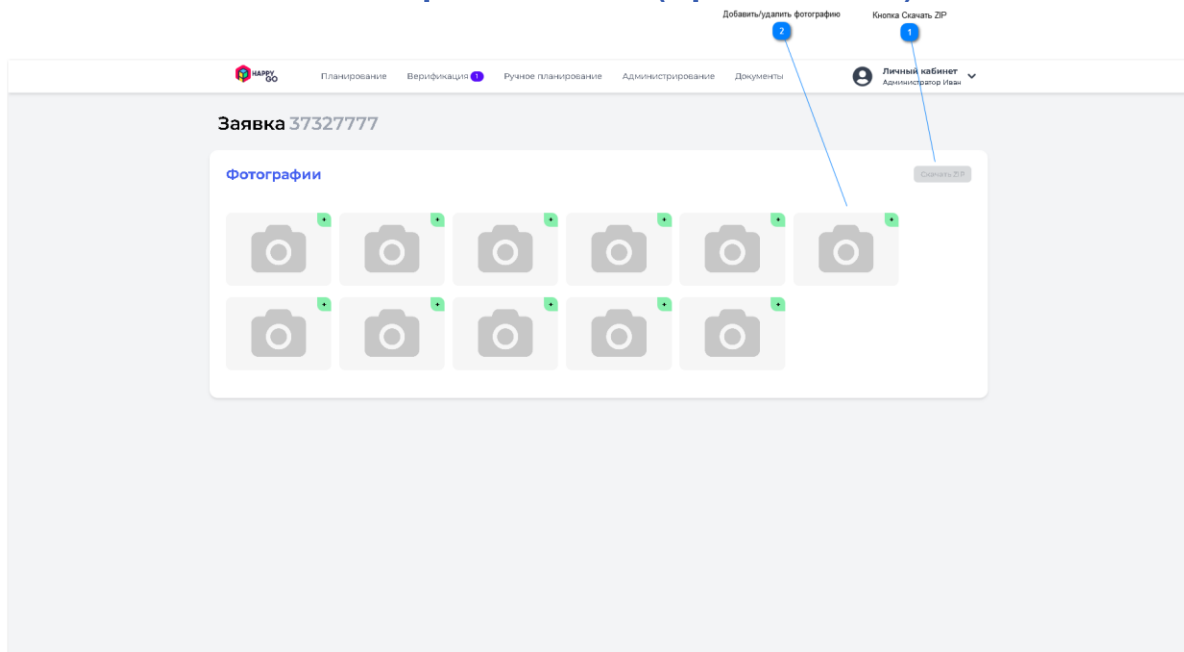 Добавить/удалить фотографию
Кнопка Скачать ZIP
2
1
HAPPY GO
Планирование
Верификация 1
Ручное планирование
Администрирование
Документы
Личный кабинет
Администратор Иван
Заявка 37327777
Фотографии
Скачать ZIP
+ + + + + +
+ + + + +